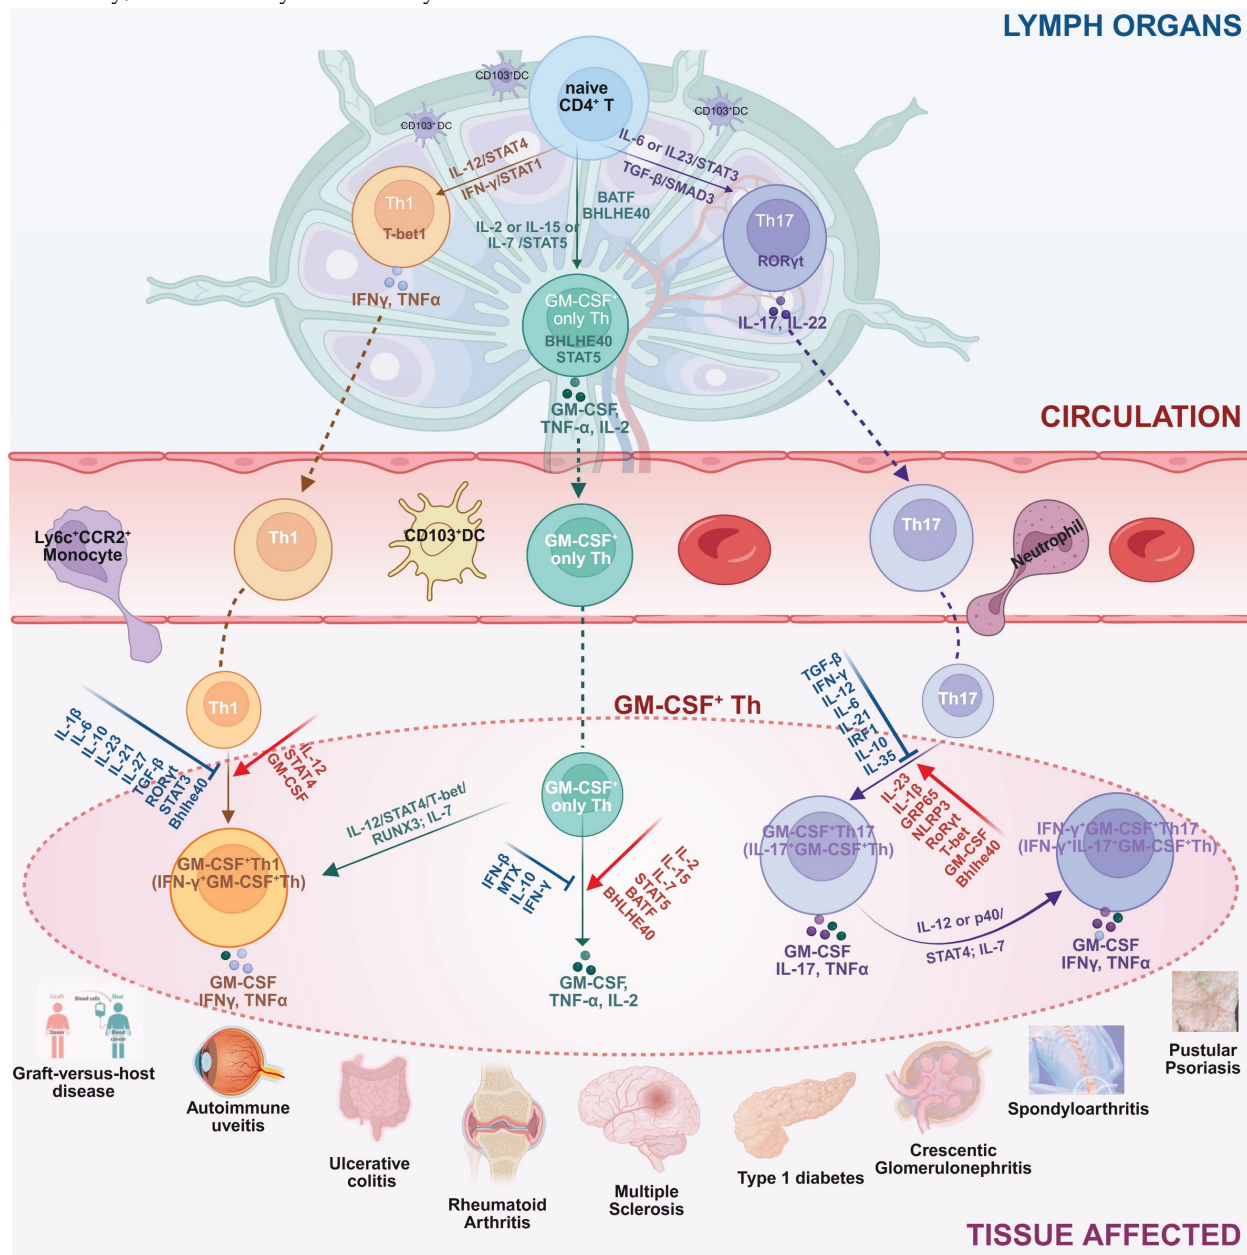 LYMPH ORGANS
CD103⁺DC
naive
CD4⁺ T
CD103⁺DC
CD103⁺DC
IL-12/STAT4
IFN-γ/STAT1
IL-6 or IL23/STAT3
TGF-β/SMAD3
Th1
T-bet1
BATF
BHLHE40
IL-2 or IL-15 or
IL-7 /STAT5
Th17
RORγt
IFNγ, TNFα
GM-CSF⁺
only Th
BHLHE40
STAT5
IL-17, IL-22
GM-CSF,
TNF-α, IL-2
CIRCULATION
Ly6c⁺CCR2⁺
Monocyte
Th1
CD103⁺DC
GM-CSF⁺
only Th
Th17
Neutrophil
Th1
GM-CSF⁺ Th
Th17
IL-1β
IL-6
IL-10
IL-23
IL-21
IL-27
TGF-β
RORγt
STAT3
Bhlhe40
IL-12
STAT4
GM-CSF
TGF-β
IFN-γ
IL-12
IL-6
IL-21
IRF1
IL-10
IL-35
IL-23
IL-1β
GRP65
NLRP3
RoRγt
T-bet
GM-CSF
Bhlhe40
GM-CSF⁺
only Th
IL-12/STAT4/T-bet/
RUNX3; IL-7
GM-CSF⁺Th1
(IFN-γ⁺GM-CSF⁺Th)
IFN-β
MTX
IL-10
IFN-γ
IL-2
IL-15
IL-7
STAT5
BATF
BHLHE40
GM-CSF⁺Th17
(IL-17⁺GM-CSF⁺Th)
IFN-γ⁺GM-CSF⁺Th17
(IFN-γ⁺IL-17⁺GM-CSF⁺Th)
IL-12 or p40/
STAT4; IL-7
GM-CSF
IFNγ, TNFα
GM-CSF,
TNF-α, IL-2
GM-CSF
IL-17, TNFα
GM-CSF
IFNγ, TNFα
Graft
Blood cells
Host
Donor
Blood
cancer
Graft-versus-host
disease
Autoimmune
uveitis
Ulcerative
colitis
Rheumatoid
Arthritis
Multiple
Sclerosis
Type 1 diabetes
Crescentic
Glomerulonephritis
Spondyloarthritis
Pustular
Psoriasis
TISSUE AFFECTED